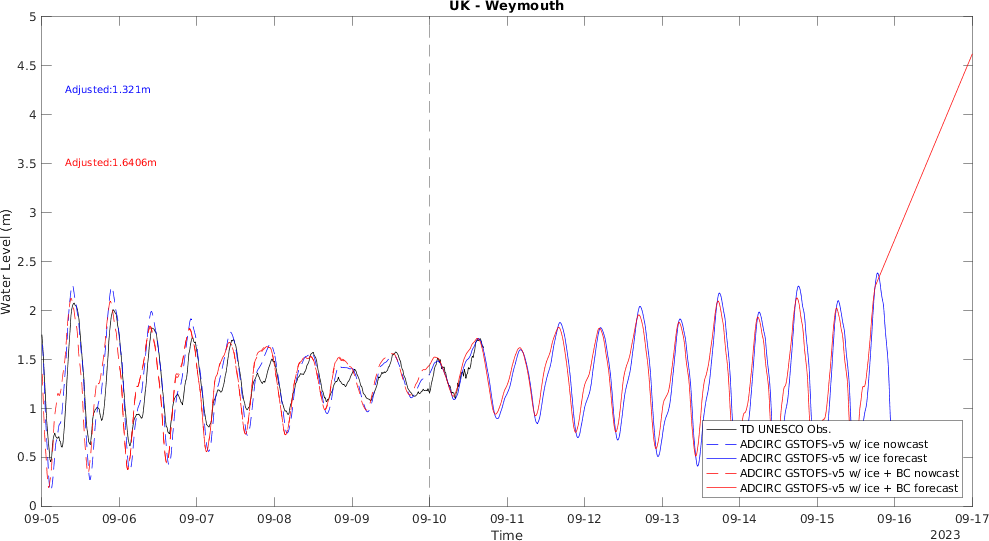 UK - Weymouth
5
4.5
4
3.5
3
2.5
2
1.5
1
0.5
0
Water Level (m)
Adjusted:1.321m
Adjusted:1.6406m
TD UNESCO Obs.
ADCIRC GSTOFS-v5 w/ ice nowcast
ADCIRC GSTOFS-v5 w/ ice forecast
ADCIRC GSTOFS-v5 w/ ice + BC nowcast
ADCIRC GSTOFS-v5 w/ ice + BC forecast
09-05 09-06 09-07 09-08 09-09 09-10 09-11 09-12 09-13 09-14 09-15 09-16 09-17
Time
2023